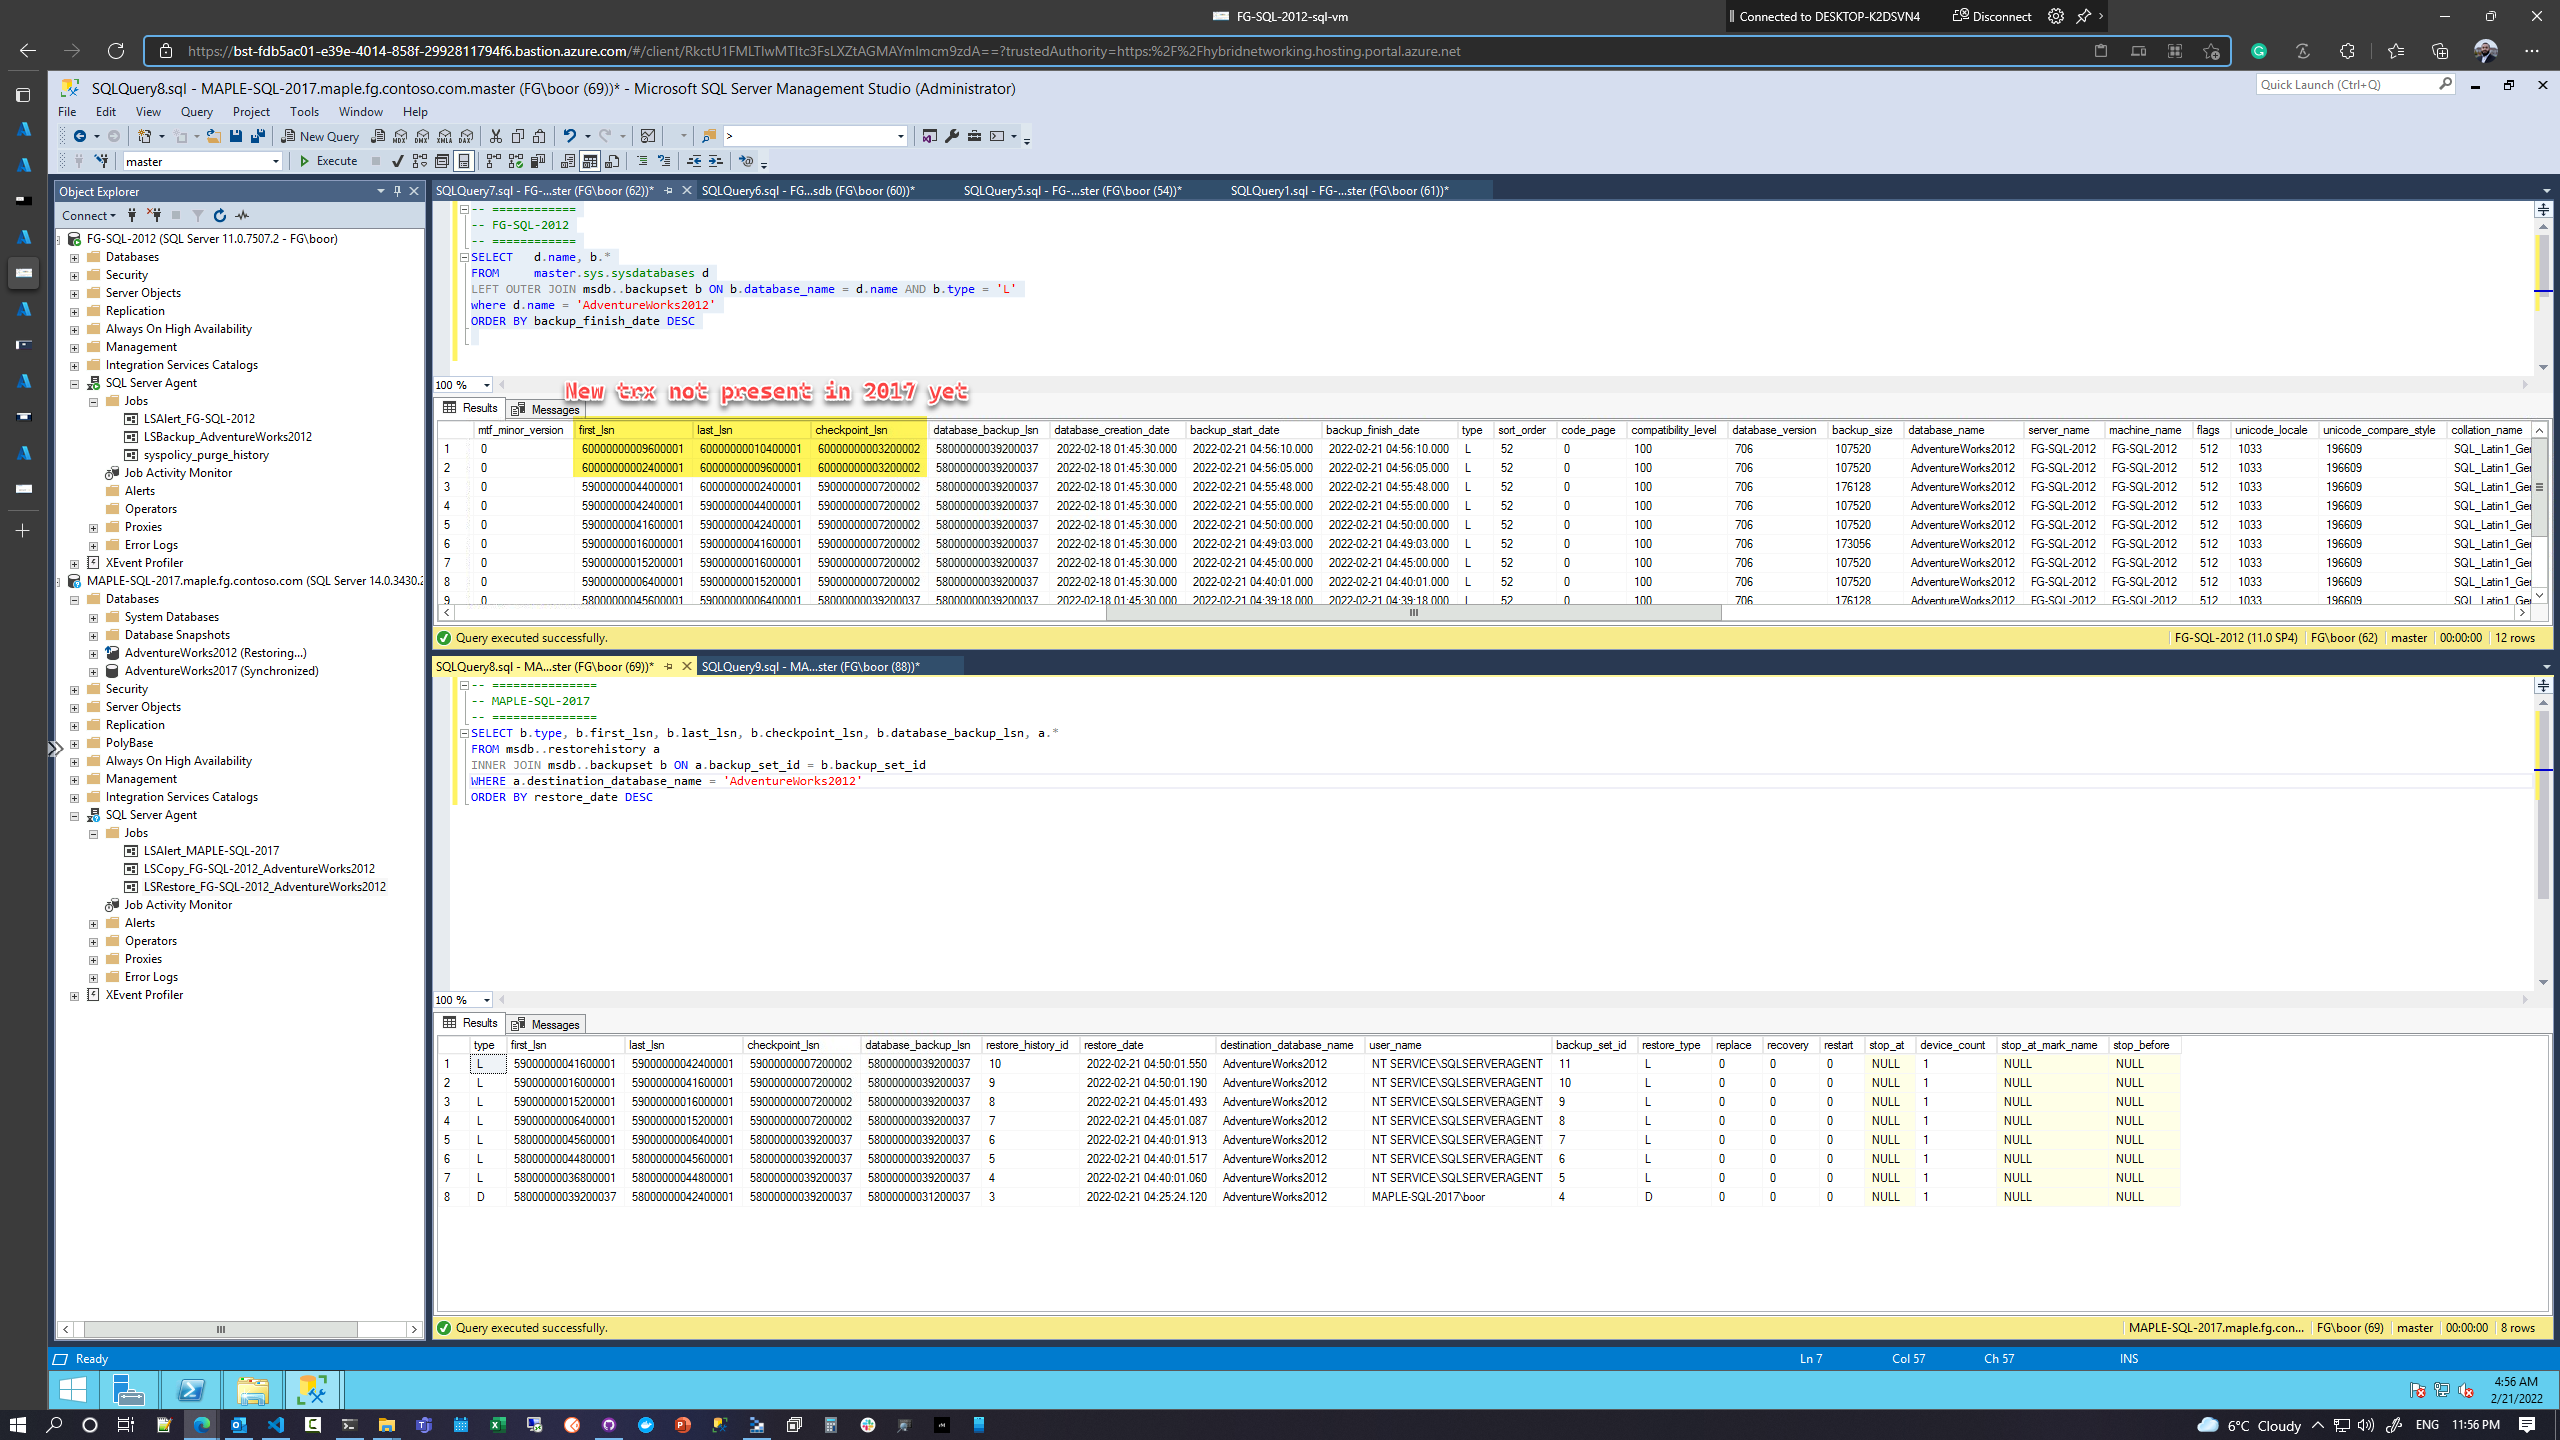 FG-SQL-2012-sql-vm
Connected to DESKTOP-K2DSVN4 Disconnect
https://bst-fdb5ac01-e39e-4014-858f-2992811794f6.bastion.azure.com/#/client/RkctU1FMLTIwMTItc3FsLXZtAGMAYmlmcm9zdA==?trustedAuthority=https:%2F%2Fhybridnetworking.hosting.portal.azure.net
SQLQuery8.sql - MAPLE-SQL-2017.maple.fg.contoso.com.master (FG\boor (69))* - Microsoft SQL Server Management Studio (Administrator)
Quick Launch (Ctrl+Q)
File Edit View Query Project Tools Window Help
New Query
master Execute
Object Explorer
Connect
FG-SQL-2012 (SQL Server 11.0.7507.2 - FG\boor)
Databases
Security
Server Objects
Replication
Always On High Availability
Management
Integration Services Catalogs
SQL Server Agent
Jobs
LSAlert_FG-SQL-2012
LSBackup_AdventureWorks2012
syspolicy_purge_history
Job Activity Monitor
Alerts
Operators
Proxies
Error Logs
XEvent Profiler
MAPLE-SQL-2017.maple.fg.contoso.com (SQL Server 14.0.3430.2
Databases
System Databases
Database Snapshots
AdventureWorks2012 (Restoring...)
AdventureWorks2017 (Synchronized)
Security
Server Objects
Replication
PolyBase
Always On High Availability
Management
Integration Services Catalogs
SQL Server Agent
Jobs
LSAlert_MAPLE-SQL-2017
LSCopy_FG-SQL-2012_AdventureWorks2012
LSRestore_FG-SQL-2012_AdventureWorks2012
Job Activity Monitor
Alerts
Operators
Proxies
Error Logs
XEvent Profiler
SQLQuery7.sql - FG-...ster (FG\boor (62))* SQLQuery6.sql - FG...sdb (FG\boor (60))* SQLQuery5.sql - FG-...ster (FG\boor (54))* SQLQuery1.sql - FG-...ster (FG\boor (61))*
-- ============
-- FG-SQL-2012
-- ============
SELECT d.name, b.*
FROM master.sys.sysdatabases d
LEFT OUTER JOIN msdb..backupset b ON b.database_name = d.name AND b.type = 'L'
where d.name = 'AdventureWorks2012'
ORDER BY backup_finish_date DESC
100 %
New trx not present in 2017 yet
Results Messages
mtf_minor_version first_lsn last_lsn checkpoint_lsn database_backup_lsn database_creation_date backup_start_date backup_finish_date type sort_order code_page compatibility_level database_version backup_size database_name server_name machine_name flags unicode_locale unicode_compare_style collation_name
1 0 60000000009600001 60000000010400001 60000000003200002 58000000039200037 2022-02-18 01:45:30.000 2022-02-21 04:56:10.000 2022-02-21 04:56:10.000 L 52 0 100 706 107520 AdventureWorks2012 FG-SQL-2012 FG-SQL-2012 512 1033 196609 SQL_Latin1_Ger
2 0 60000000002400001 60000000009600001 60000000003200002 58000000039200037 2022-02-18 01:45:30.000 2022-02-21 04:56:05.000 2022-02-21 04:56:05.000 L 52 0 100 706 107520 AdventureWorks2012 FG-SQL-2012 FG-SQL-2012 512 1033 196609 SQL_Latin1_Ger
3 0 59000000044000001 60000000002400001 59000000007200002 58000000039200037 2022-02-18 01:45:30.000 2022-02-21 04:55:48.000 2022-02-21 04:55:48.000 L 52 0 100 706 176128 AdventureWorks2012 FG-SQL-2012 FG-SQL-2012 512 1033 196609 SQL_Latin1_Ger
4 0 59000000042400001 59000000044000001 59000000007200002 58000000039200037 2022-02-18 01:45:30.000 2022-02-21 04:55:00.000 2022-02-21 04:55:00.000 L 52 0 100 706 107520 AdventureWorks2012 FG-SQL-2012 FG-SQL-2012 512 1033 196609 SQL_Latin1_Ger
5 0 59000000041600001 59000000042400001 59000000007200002 58000000039200037 2022-02-18 01:45:30.000 2022-02-21 04:50:00.000 2022-02-21 04:50:00.000 L 52 0 100 706 107520 AdventureWorks2012 FG-SQL-2012 FG-SQL-2012 512 1033 196609 SQL_Latin1_Ger
6 0 59000000016000001 59000000041600001 59000000007200002 58000000039200037 2022-02-18 01:45:30.000 2022-02-21 04:49:03.000 2022-02-21 04:49:03.000 L 52 0 100 706 173056 AdventureWorks2012 FG-SQL-2012 FG-SQL-2012 512 1033 196609 SQL_Latin1_Ger
7 0 59000000015200001 59000000016000001 59000000007200002 58000000039200037 2022-02-18 01:45:30.000 2022-02-21 04:45:00.000 2022-02-21 04:45:00.000 L 52 0 100 706 107520 AdventureWorks2012 FG-SQL-2012 FG-SQL-2012 512 1033 196609 SQL_Latin1_Ger
8 0 59000000006400001 59000000015200001 59000000007200002 58000000039200037 2022-02-18 01:45:30.000 2022-02-21 04:40:01.000 2022-02-21 04:40:01.000 L 52 0 100 706 107520 AdventureWorks2012 FG-SQL-2012 FG-SQL-2012 512 1033 196609 SQL_Latin1_Ger
9 0 58000000045600001 59000000006400001 58000000039200037 58000000039200037 2022-02-18 01:45:30.000 2022-02-21 04:39:18.000 2022-02-21 04:39:18.000 L 52 0 100 706 176128 AdventureWorks2012 FG-SQL-2012 FG-SQL-2012 512 1033 196609 SQL_Latin1_Ger
Query executed successfully. FG-SQL-2012 (11.0 SP4) FG\boor (62) master 00:00:00 12 rows
SQLQuery8.sql - MA...ster (FG\boor (69))* SQLQuery9.sql - MA...ster (FG\boor (88))*
-- ===============
-- MAPLE-SQL-2017
-- ===============
SELECT b.type, b.first_lsn, b.last_lsn, b.checkpoint_lsn, b.database_backup_lsn, a.*
FROM msdb..restorehistory a
INNER JOIN msdb..backupset b ON a.backup_set_id = b.backup_set_id
WHERE a.destination_database_name = 'AdventureWorks2012'
ORDER BY restore_date DESC
100 %
Results Messages
type first_lsn last_lsn checkpoint_lsn database_backup_lsn restore_history_id restore_date destination_database_name user_name backup_set_id restore_type replace recovery restart stop_at device_count stop_at_mark_name stop_before
1 L 59000000041600001 59000000042400001 59000000007200002 58000000039200037 10 2022-02-21 04:50:01.550 AdventureWorks2012 NT SERVICE\SQLSERVERAGENT 11 L 0 0 0 NULL 1 NULL NULL
2 L 59000000016000001 59000000041600001 59000000007200002 58000000039200037 9 2022-02-21 04:50:01.190 AdventureWorks2012 NT SERVICE\SQLSERVERAGENT 10 L 0 0 0 NULL 1 NULL NULL
3 L 59000000015200001 59000000016000001 59000000007200002 58000000039200037 8 2022-02-21 04:45:01.493 AdventureWorks2012 NT SERVICE\SQLSERVERAGENT 9 L 0 0 0 NULL 1 NULL NULL
4 L 59000000006400001 59000000015200001 59000000007200002 58000000039200037 7 2022-02-21 04:45:01.087 AdventureWorks2012 NT SERVICE\SQLSERVERAGENT 8 L 0 0 0 NULL 1 NULL NULL
5 L 58000000045600001 59000000006400001 58000000039200037 58000000039200037 6 2022-02-21 04:40:01.913 AdventureWorks2012 NT SERVICE\SQLSERVERAGENT 7 L 0 0 0 NULL 1 NULL NULL
6 L 58000000044800001 58000000045600001 58000000039200037 58000000039200037 5 2022-02-21 04:40:01.517 AdventureWorks2012 NT SERVICE\SQLSERVERAGENT 6 L 0 0 0 NULL 1 NULL NULL
7 L 58000000036800001 58000000044800001 58000000039200037 58000000039200037 4 2022-02-21 04:40:01.060 AdventureWorks2012 NT SERVICE\SQLSERVERAGENT 5 L 0 0 0 NULL 1 NULL NULL
8 D 58000000039200037 58000000042400001 58000000039200037 58000000031200037 3 2022-02-21 04:25:24.120 AdventureWorks2012 MAPLE-SQL-2017\boor 4 D 0 0 0 NULL 1 NULL NULL
Query executed successfully. MAPLE-SQL-2017.maple.fg.con... FG\boor (69) master 00:00:00 8 rows
Ready Ln 7 Col 57 Ch 57 INS
4:56 AM
2/21/2022
6°C Cloudy ENG 11:56 PM